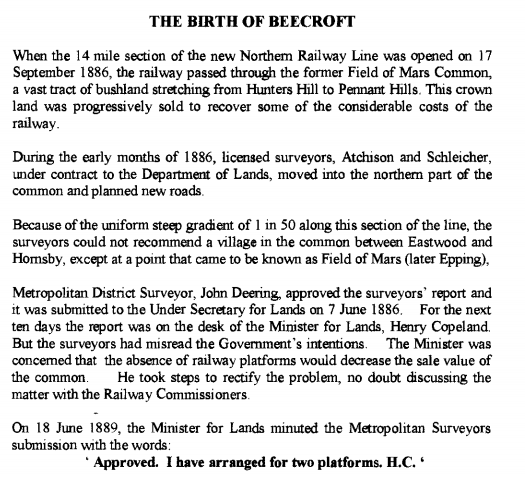 THE BIRTH OF BEECROFT
When the 14 mile section of the new Northern Railway Line was opened on 17
September 1886, the railway passed through the former Field of Mars Common,
a vast tract of bushland stretching from Hunters Hill to Pennant Hills. This crown
land was progressively sold to recover some of the considerable costs of the
railway.
During the early months of 1886, licensed surveyors, Atchison and Schleicher,
under contract to the Department of Lands, moved into the northern part of the
common and planned new roads.
Because of the uniform steep gradient of 1 in 50 along this section of the line, the
surveyors could not recommend a village in the common between Eastwood and
Hornsby, except at a point that came to be known as Field of Mars (later Epping),
Metropolitan District Surveyor, John Deering, approved the surveyors' report and
it was submitted to the Under Secretary for Lands on 7 June 1886. For the next
ten days the report was on the desk of the Minister for Lands, Henry Copeland.
But the surveyors had misread the Government's intentions. The Minister was
concerned that the absence of railway platforms would decrease the sale value of
the common. He took steps to rectify the problem, no doubt discussing the
matter with the Railway Commissioners.
On 18 June 1889, the Minister for Lands minuted the Metropolitan Surveyors
submission with the words:
' Approved. I have arranged for two platforms. H.C. '